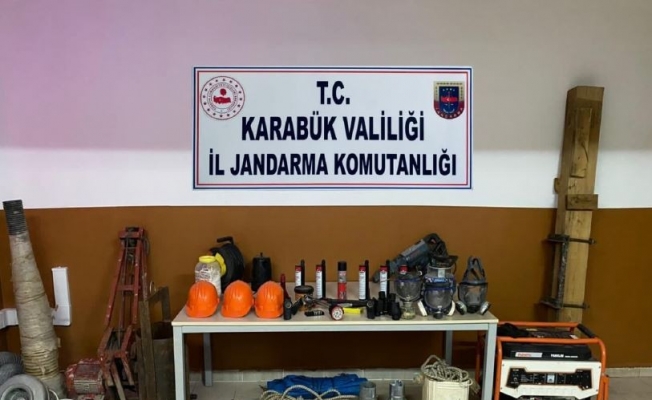 T.C.
KARABÜK VALİLİĞİ
İL JANDARMA KOMUTANLIĞI